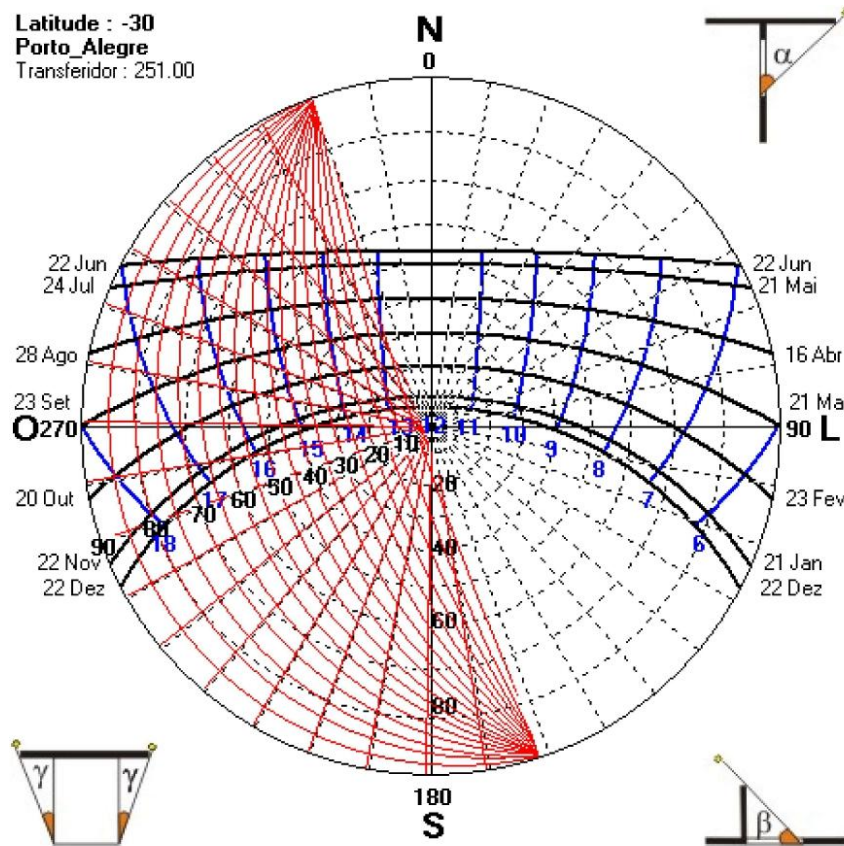 Latitude : -30
Porto_Alegre
Transferidor : 251.00
N
0
α
22 Jun
24 Jul
28 Ago
23 Set
O 270
20 Out
22 Nov
22 Dez
22 Jun
21 Mai
16 Abr
21 Ma
90 L
23 Fev
21 Jan
22 Dez
18 17 16 15 14 13 12 11 10 9 8 7 6
90 80 70 60 50 40 30 20 10
20
40
60
80
180
S
γ γ
β